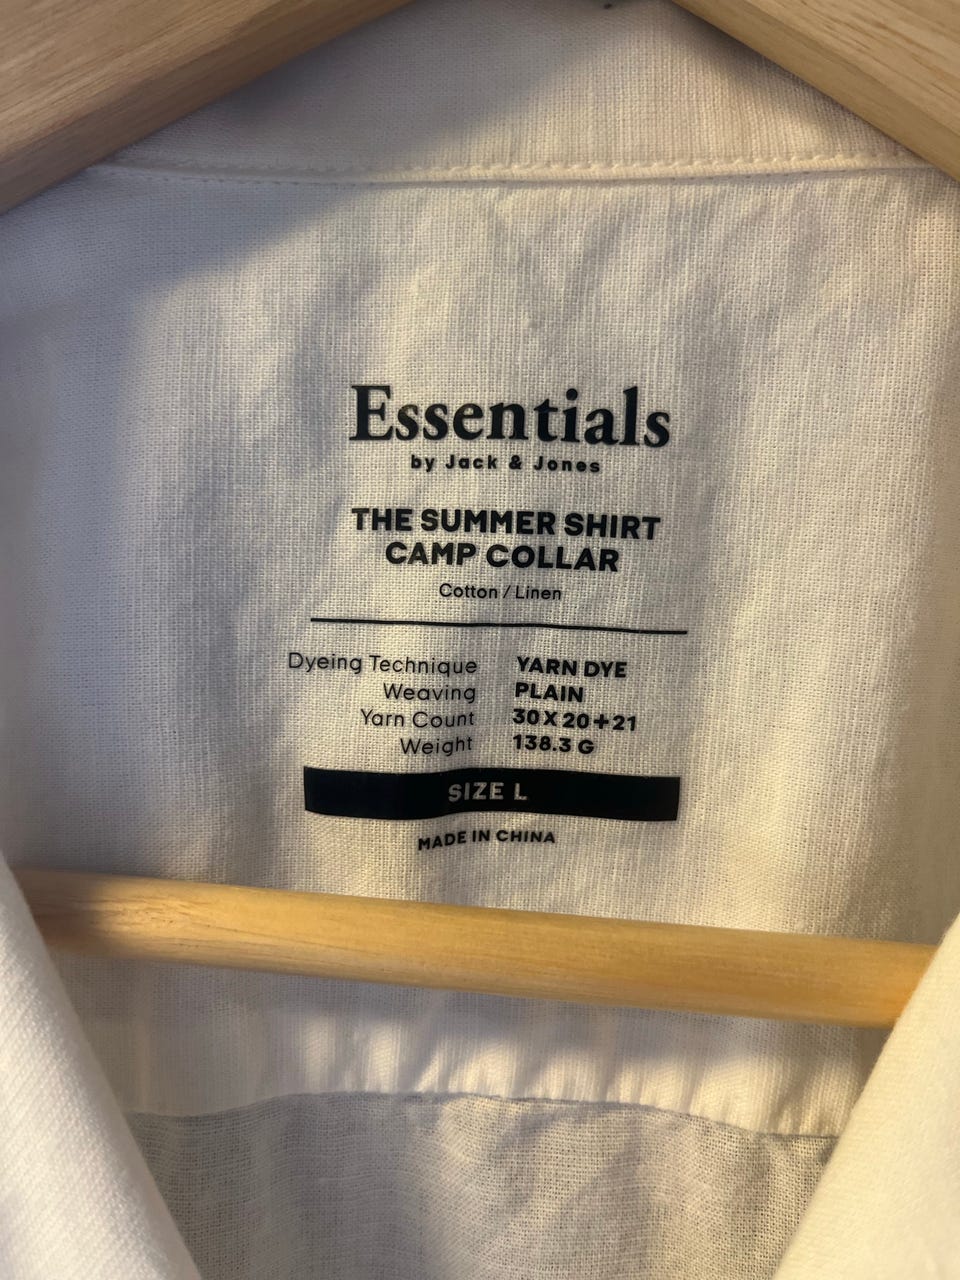 Essentials
by Jack & Jones
THE SUMMER SHIRT
CAMP COLLAR
Cotton / Linen
Dyeing Technique YARN DYE
Weaving PLAIN
Yarn Count 30 X 20+21
Weight 138.3 G
SIZE L
MADE IN CHINA